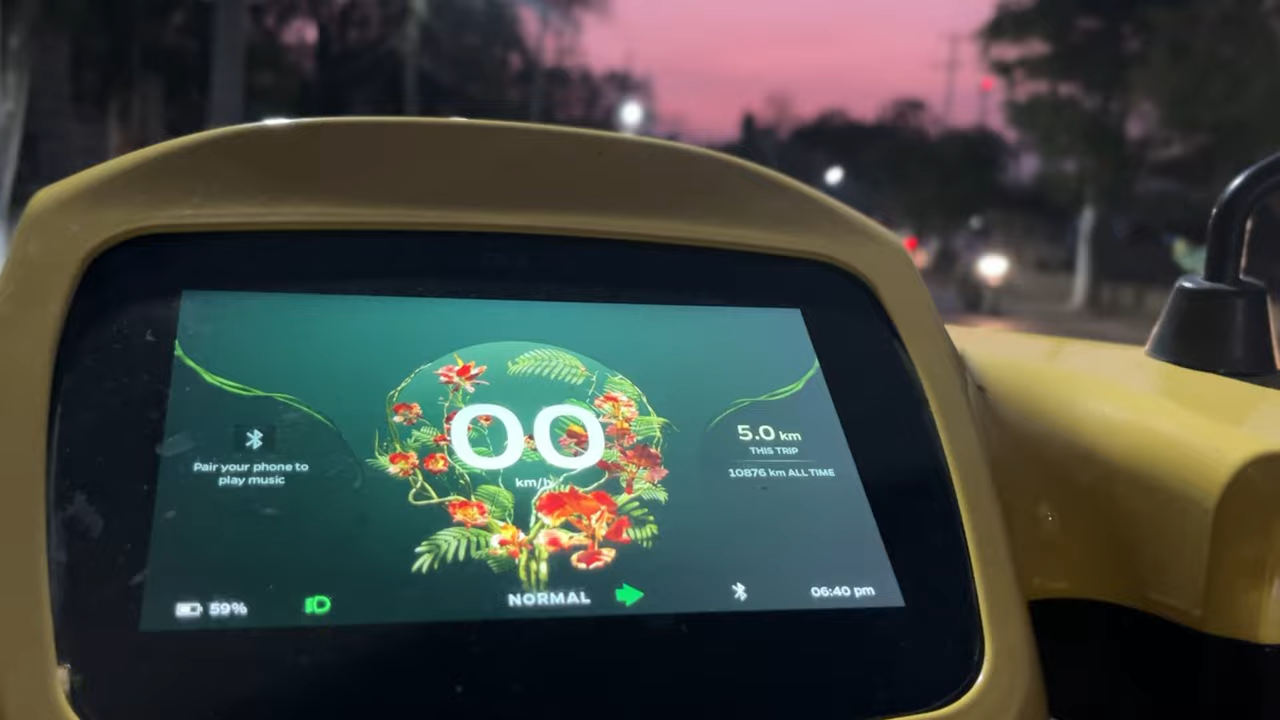 00
km/h
Pair your phone to
play music
5.0 km
THIS TRIP
10876 km ALL TIME
59%
NORMAL
06:40 pm